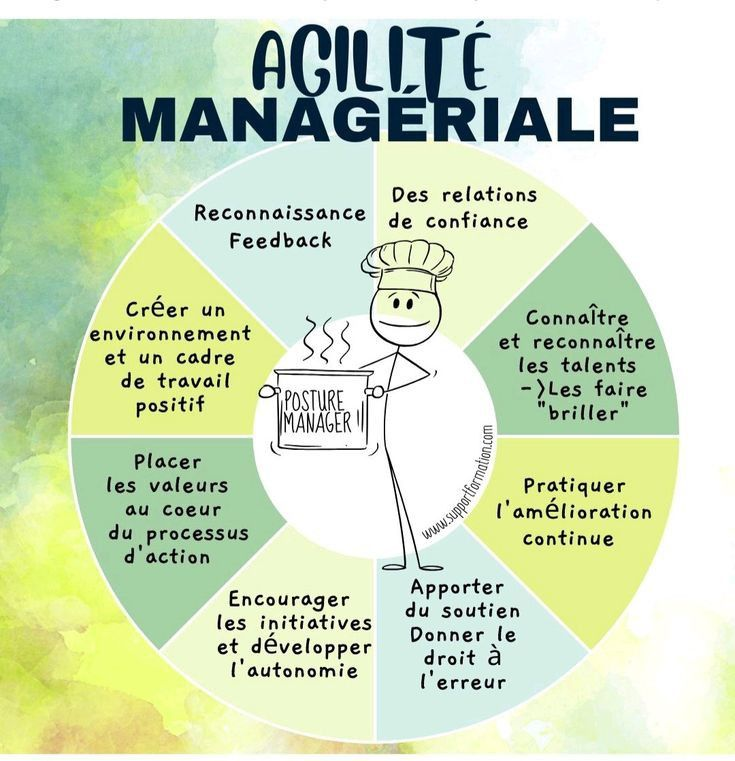 AGILITÉ
MANAGÉRIALE
Des relations
de confiance
Connaître
et reconnaître
les talents
->Les faire
"briller"
Pratiquer
l'amélioration
continue
Apporter
du soutien
Donner le
droit à
l'erreur
Encourager
les initiatives
et développer
l'autonomie
Placer
les valeurs
au coeur
du processus
d'action
Créer un
environnement
et un cadre
de travail
positif
Reconnaissance
Feedback
POSTURE
MANAGER
www.supportformation.com